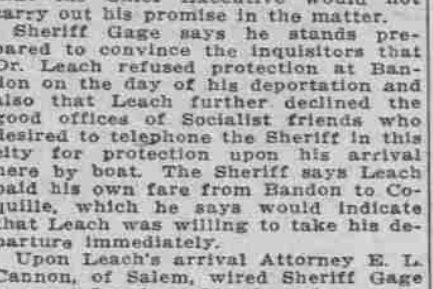 Executive would not
carry out his promise in the matter.
Sheriff Gage says he stands pre-
pared to convince the inquisitors that
Dr. Leach refused protection at Ban-
don on the day of his deportation and
also that Leach further declined the
good offices of Socialist friends who
desired to telephone the Sheriff in this
city for protection upon his arrival
here by boat. The Sheriff says Leach
paid his own fare from Bandon to Co-
quille, which he says would indicate
that Leach was willing to take his de-
parture immediately.
Upon Leach's arrival Attorney E. L.
Cannon, of Salem, wired Sheriff Gage